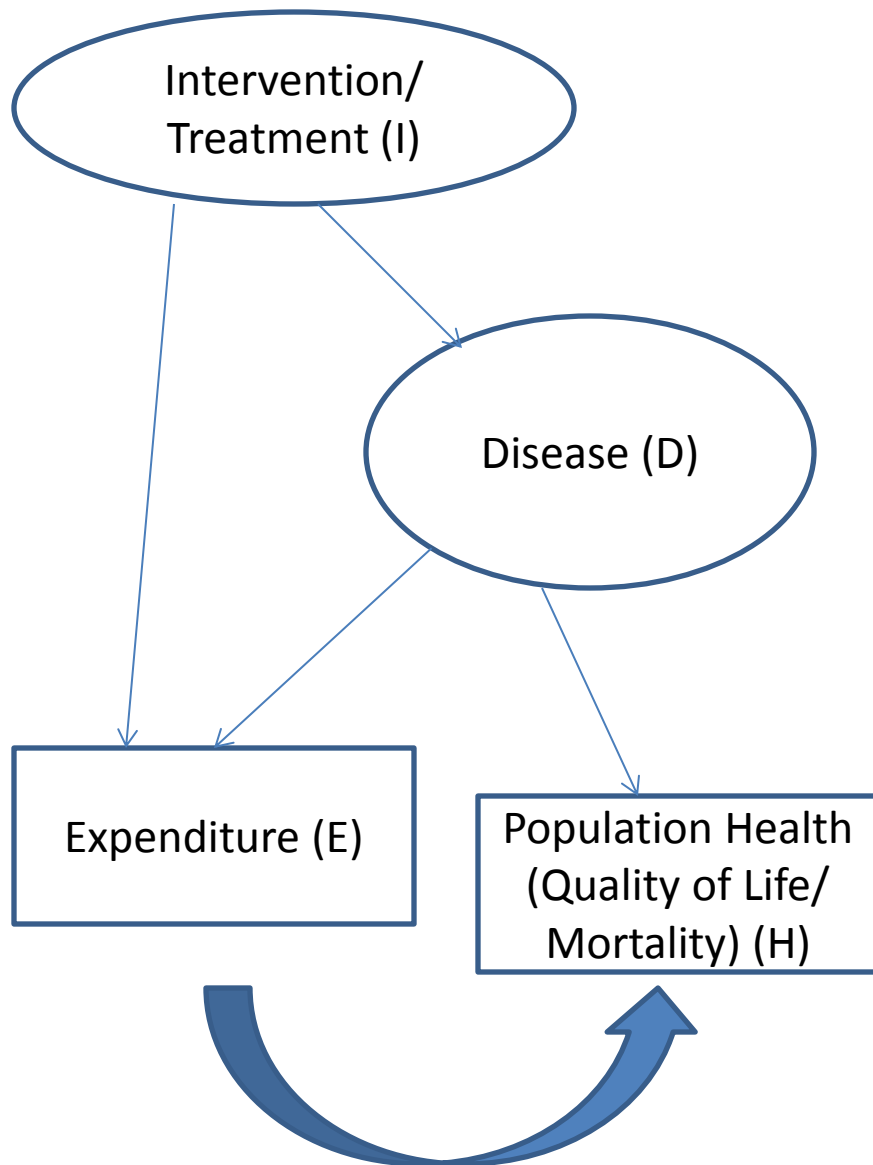 Intervention/
Treatment (I)
Disease (D)
Expenditure (E)
Population Health
(Quality of Life/
Mortality) (H)